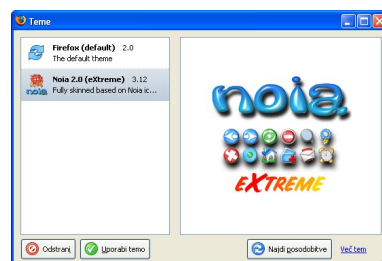 Teme
Firefox (default) 2.0
The default theme
Noia 2.0 (eXtreme) 3.12
Fully skinned based on Noia ic...
noia
noia
eXTREME
Odstranj
Uporabi temo
Najdi posodobitve
Več tem